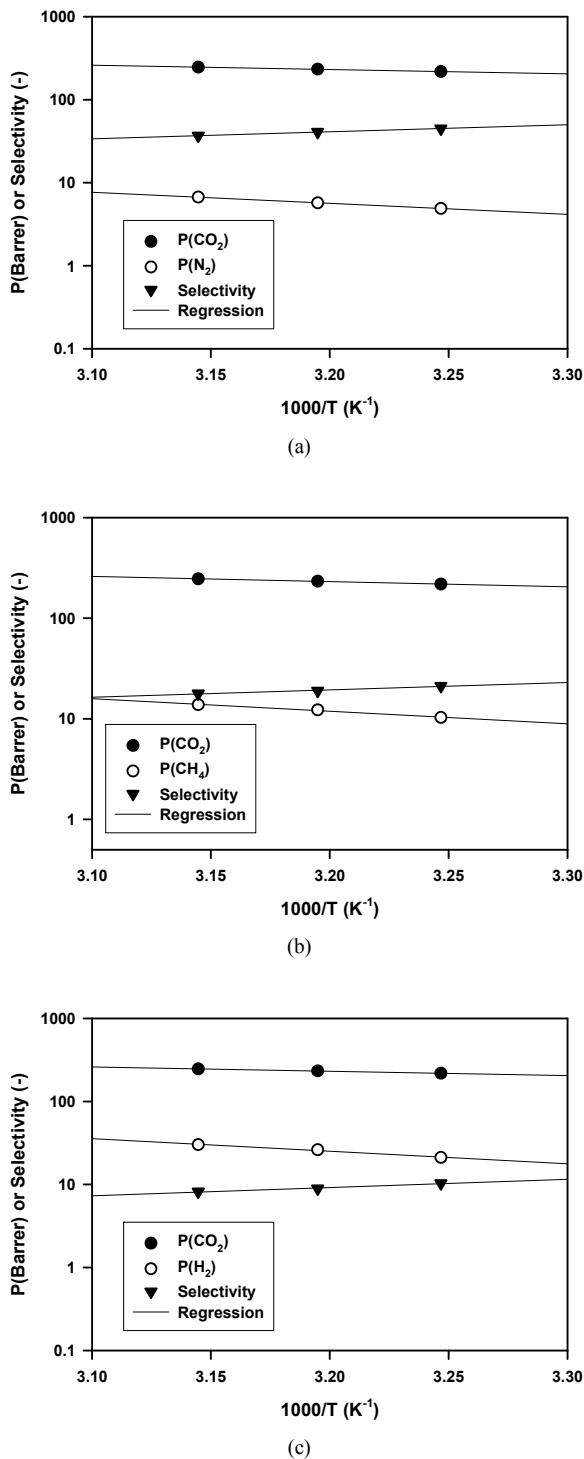 1000
100
10
1
0.1
P(Barrer) or Selectivity (-)
P(CO₂)
P(N₂)
Selectivity
Regression
3.10 3.15 3.20 3.25 3.30
1000/T (K⁻¹)
(a)
1000
100
10
1
P(Barrer) or Selectivity (-)
P(CO₂)
P(CH₄)
Selectivity
Regression
3.10 3.15 3.20 3.25 3.30
1000/T (K⁻¹)
(b)
1000
100
10
1
0.1
P(Barrer) or Selectivity (-)
P(CO₂)
P(H₂)
Selectivity
Regression
3.10 3.15 3.20 3.25 3.30
1000/T (K⁻¹)
(c)